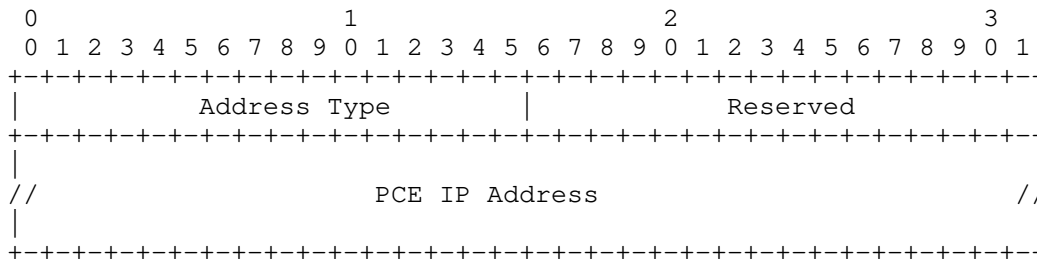 0                   1                   2                   3
 0 1 2 3 4 5 6 7 8 9 0 1 2 3 4 5 6 7 8 9 0 1 2 3 4 5 6 7 8 9 0 1
+-+-+-+-+-+-+-+-+-+-+-+-+-+-+-+-+-+-+-+-+-+-+-+-+-+-+-+-+-+-+-+-
|           Address Type        |            Reserved
+-+-+-+-+-+-+-+-+-+-+-+-+-+-+-+-+-+-+-+-+-+-+-+-+-+-+-+-+-+-+-+-
|
//                     PCE IP Address                          //
|
+-+-+-+-+-+-+-+-+-+-+-+-+-+-+-+-+-+-+-+-+-+-+-+-+-+-+-+-+-+-+-+-